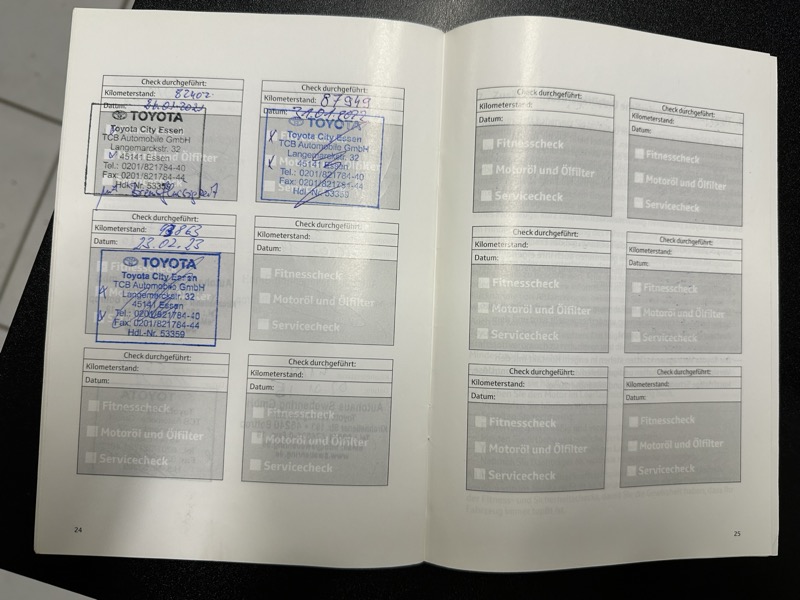 Check durchgeführt:
Kilometerstand: 82402
Datum:
TOYOTA
Toyota City Essen
TCB Automobile GmbH
Langemarckstr. 32
45141 Essen
Tel.: 0201/821784-40
Fax: 0201/821784-44
Hdl.-Nr. 53359
Check durchgeführt:
Kilometerstand: 87949
Datum: 31.01.2022
TOYOTA
Toyota City Essen
TCB Automobile GmbH
Langemarckstr. 32
45141 Essen
Tel.: 0201/821784-40
Fax: 0201/821784-44
Hdl.-Nr. 53359
Check durchgeführt:
Kilometerstand:
Datum: 23.02.23
TOYOTA
Toyota City Essen
TCB Automobile GmbH
Langemarckstr. 32
45141 Essen
Tel.: 0201/821784-40
Fax: 0201/821784-44
Hdl.-Nr. 53359
Check durchgeführt:
Kilometerstand:
Datum:
Fitnesscheck
Motoröl und Ölfilter
Servicecheck
Check durchgeführt:
Kilometerstand:
Datum:
Fitnesscheck
Motoröl und Ölfilter
Servicecheck
Check durchgeführt:
Kilometerstand:
Datum:
Fitnesscheck
Motoröl und Ölfilter
Servicecheck
24
Check durchgeführt:
Kilometerstand:
Datum:
Fitnesscheck
Motoröl und Ölfilter
Servicecheck
Check durchgeführt:
Kilometerstand:
Datum:
Fitnesscheck
Motoröl und Ölfilter
Servicecheck
Check durchgeführt:
Kilometerstand:
Datum:
Fitnesscheck
Motoröl und Ölfilter
Servicecheck
Check durchgeführt:
Kilometerstand:
Datum:
Fitnesscheck
Motoröl und Ölfilter
Servicecheck
Check durchgeführt:
Kilometerstand:
Datum:
Fitnesscheck
Motoröl und Ölfilter
Servicecheck
Check durchgeführt:
Kilometerstand:
Datum:
Fitnesscheck
Motoröl und Ölfilter
Servicecheck
25